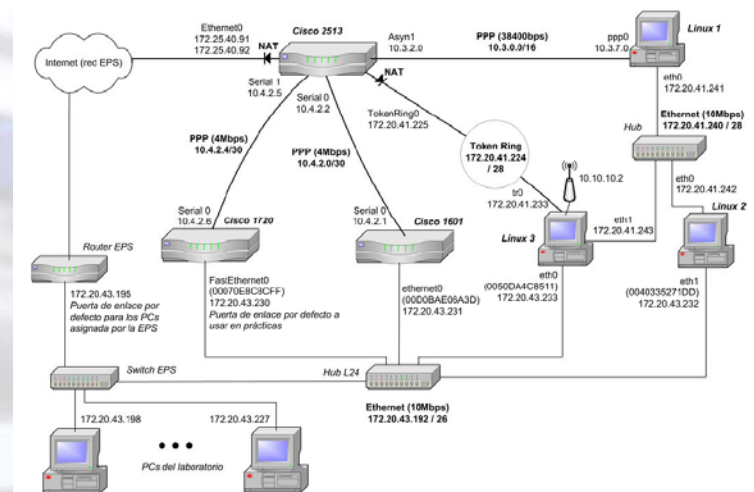 Ethernet0
172.25.40.91
172.25.40.92
NAT
Cisco 2513
Asyn1
10.3.2.0
PPP (38400bps)
10.3.0.0/16
ppp0
10.3.7.0
Linux 1
Internet (red EPS)
Serial 1
10.4.2.5
Serial 0
10.4.2.2
NAT
TokenRing0
172.20.41.225
eth0
172.20.41.241
Ethernet (10Mbps)
172.20.41.240 / 28
Hub
PPP (4Mbps)
10.4.2.4/30
PPP (4Mbps)
10.4.2.0/30
Token Ring
172.20.41.224
/ 28
10.10.10.2
eth0
172.20.41.242
tr0
172.20.41.233
eth1
172.20.41.243
Linux 2
Linux 3
Serial 0
10.4.2.6
Cisco 1720
Serial 0
10.4.2.1
Cisco 1601
Router EPS
172.20.43.195
Puerta de enlace por
defecto para los PCs
asignada por la EPS
FastEthernet0
(00070E8C8CFF)
172.20.43.230
Puerta de enlace por defecto a
usar en prácticas
ethernet0
(00D0BAE06A3D)
172.20.43.231
eth0
(0050DA4C8511)
172.20.43.233
eth1
(0040335271DD)
172.20.43.232
Switch EPS
Hub L24
Ethernet (10Mbps)
172.20.43.192 / 26
172.20.43.198
172.20.43.227
PCs del laboratorio